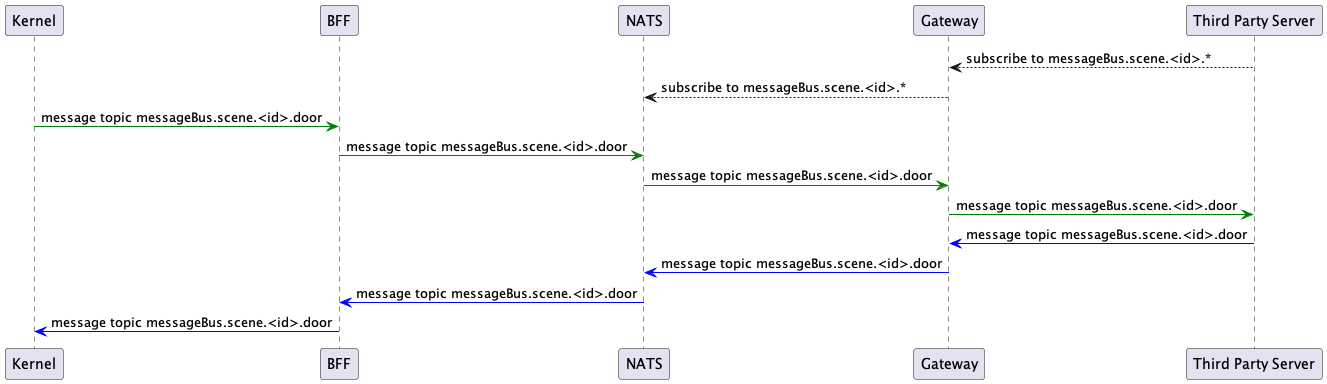 Kernel BFF NATS Gateway Third Party Server
subscribe to messageBus.scene.<id>.*
subscribe to messageBus.scene.<id>.*
message topic messageBus.scene.<id>.door
message topic messageBus.scene.<id>.door
message topic messageBus.scene.<id>.door
message topic messageBus.scene.<id>.door
message topic messageBus.scene.<id>.door
message topic messageBus.scene.<id>.door
message topic messageBus.scene.<id>.door
message topic messageBus.scene.<id>.door
Kernel BFF NATS Gateway Third Party Server